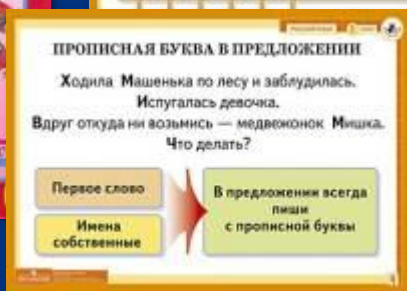 ПРОПИСНАЯ БУКВА В ПРЕДЛОЖЕНИИ
Ходила Машенька по лесу и заблудилась.
Испугалась девочка.
Вдруг откуда ни возьмись — медвежонок Мишка.
Что делать?
Первое слово
Имена
собственные
В предложении всегда
пиши
с прописной буквы